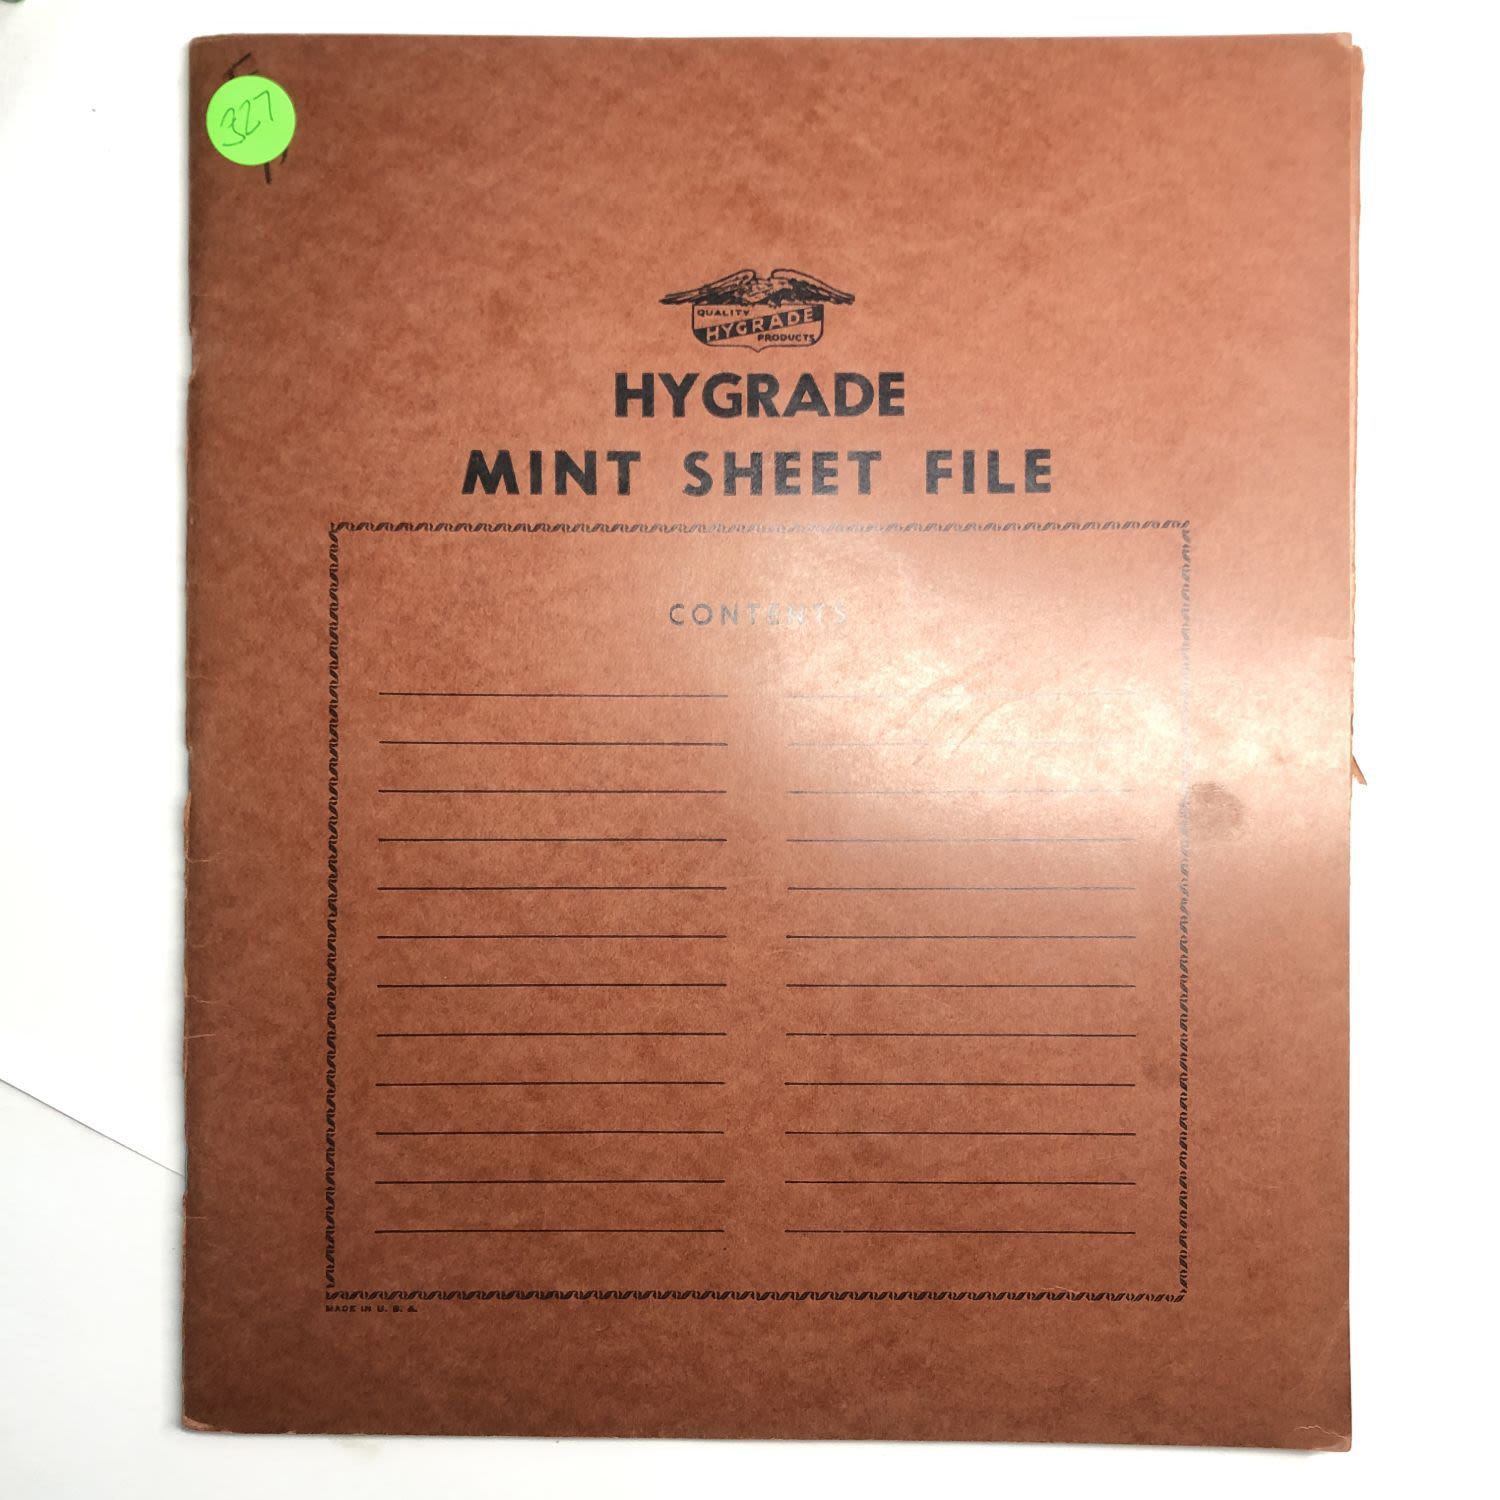 327
QUALITY
HYGRADE
PRODUCTS
HYGRADE
MINT SHEET FILE
CONTENTS
MADE IN U. S. A.